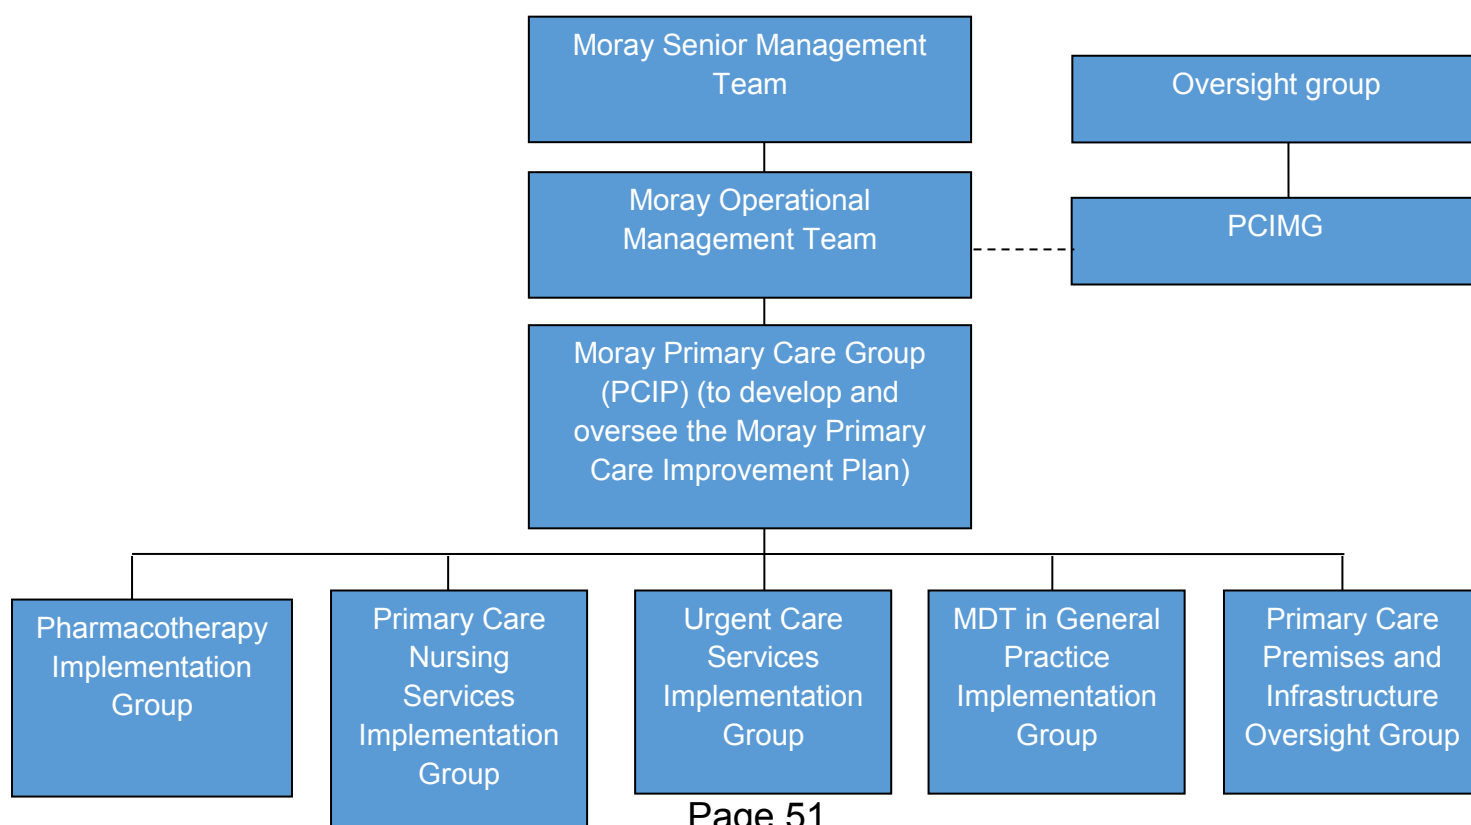 Moray Senior Management
Team
Oversight group
Moray Operational
Management Team
PCIMG
Moray Primary Care Group
(PCIP) (to develop and
oversee the Moray Primary
Care Improvement Plan)
Pharmacotherapy
Implementation
Group
Primary Care
Nursing
Services
Implementation
Group
Urgent Care
Services
Implementation
Group
MDT in General
Practice
Implementation
Group
Primary Care
Premises and
Infrastructure
Oversight Group
Page 51